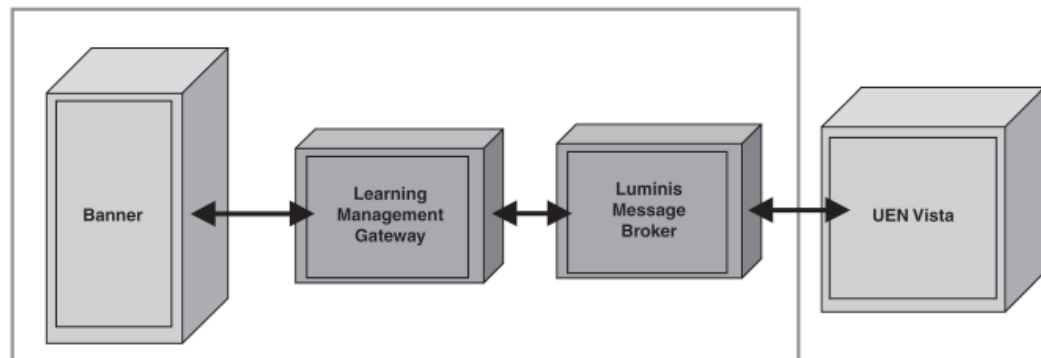 Banner
Learning
Management
Gateway
Luminis
Message
Broker
UEN Vista